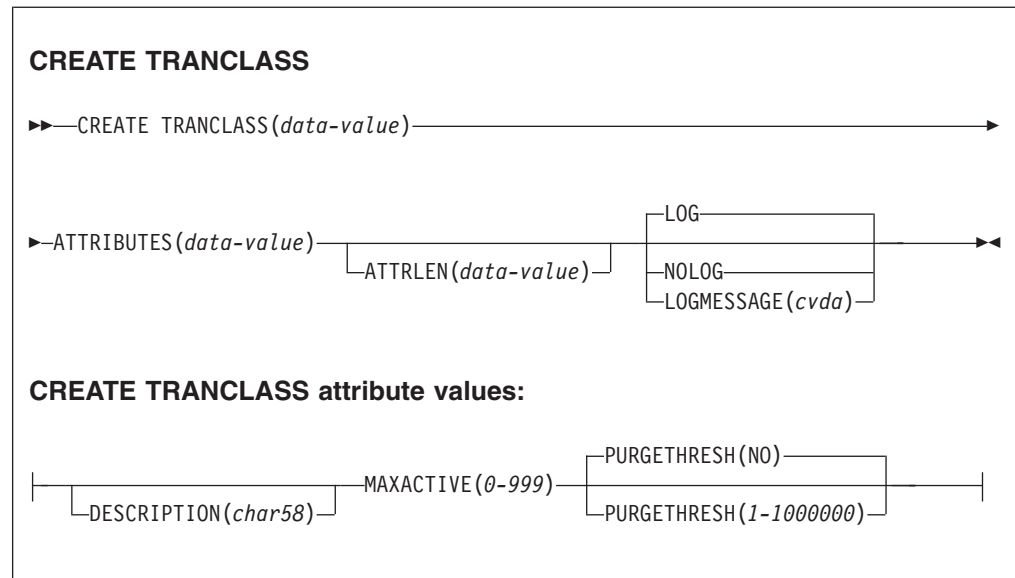 CREATE TRANCLASS
CREATE TRANCLASS(data-value)
LOG
ATTRIBUTES(data-value)
ATTRLEN(data-value)
NOLOG
LOGMESSAGE(cvda)
CREATE TRANCLASS attribute values:
PURGETHRESH(NO)
MAXACTIVE(0-999)
DESCRIPTION(char58)
PURGETHRESH(1-1000000)